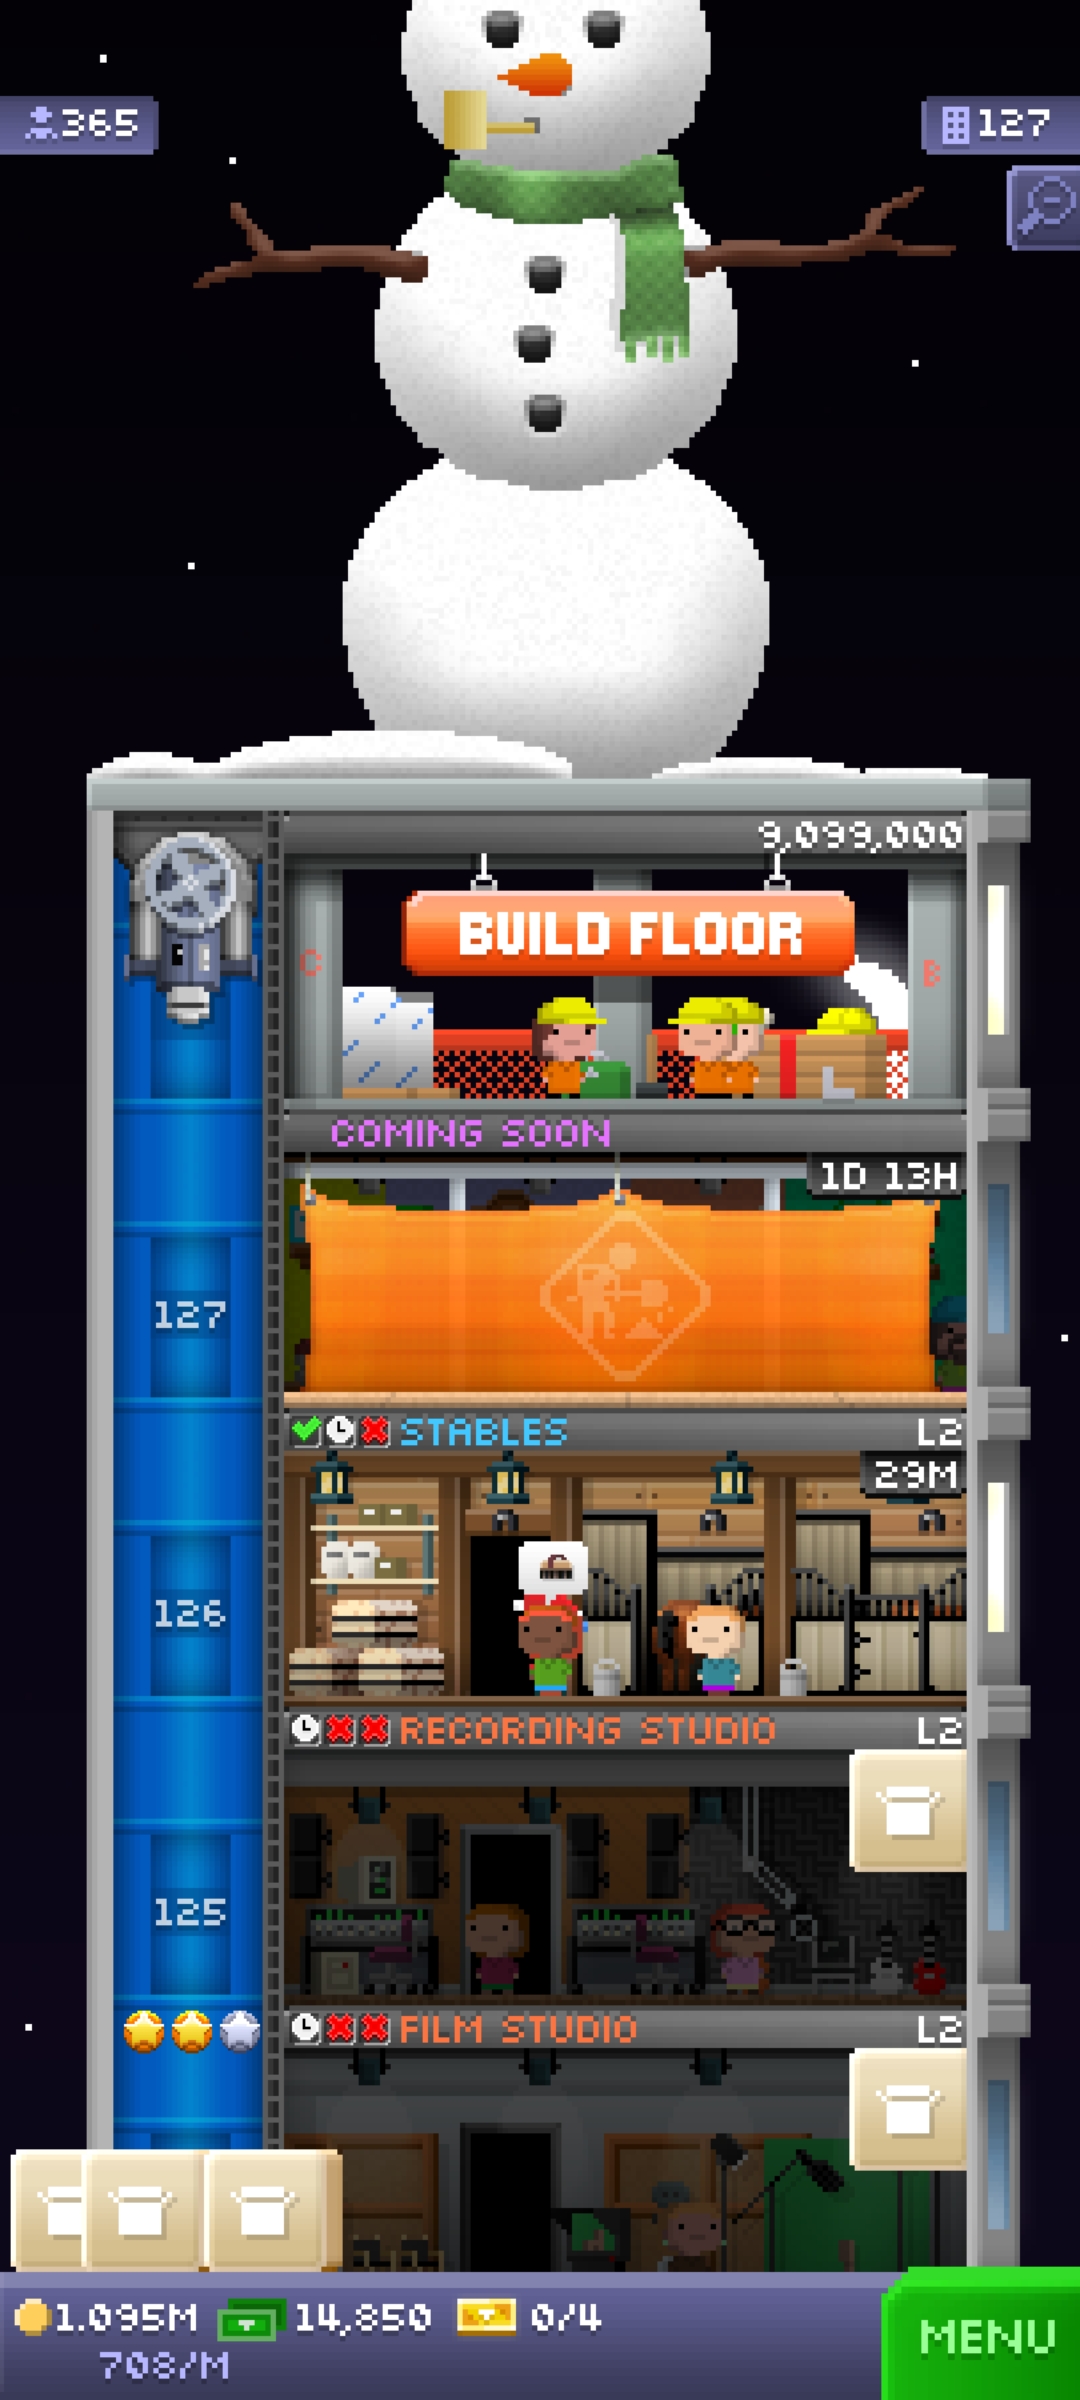 365
127
9,099,000
BUILD FLOOR
C
B
COMING SOON
1D 13H
127
STABLES L2
29M
126
RECORDING STUDIO L2
125
FILM STUDIO L2
1.095M 14,850 0/4
708/M
MENU